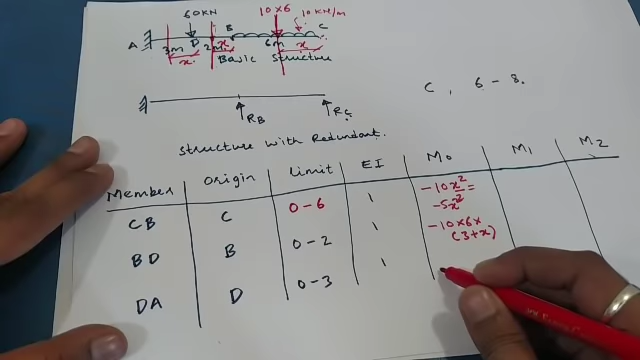 60KN 10×6
B 10 KN/m C
A 3m D 2m x 6m x
x Basic Structure
C, 6-8.
RB RC
structure with Redundant.
Member Origin Limit EI M0 M1 M2
CB C 0-6 1 -10x²=
-5x²
BD B 0-2 1 -10×6×
(3+x)
DA D 0-3 1